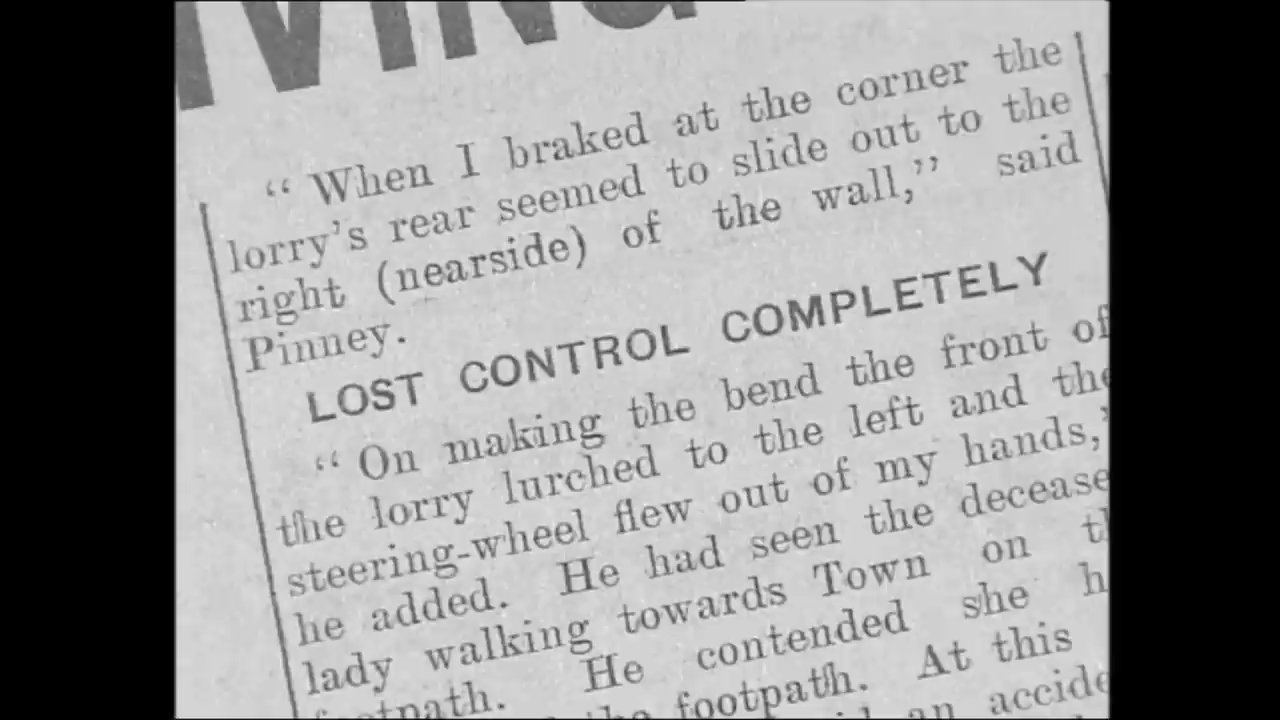 "When I braked at the corner the
lorry's rear seemed to slide out to the
right (nearside) of the wall," said
Pinney.
LOST CONTROL COMPLETELY
"On making the bend the front of
the lorry lurched to the left and the
steering-wheel flew out of my hands,"
he added. He had seen the decease
lady walking towards Town on
He contended she h
footpath. At this
an accide